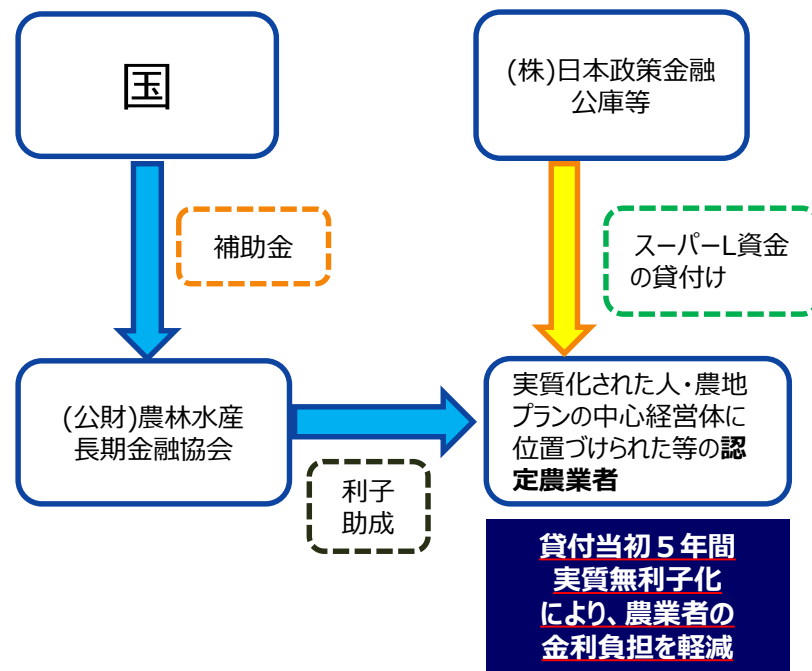 国
(株)日本政策金融
公庫等
補助金
スーパーL資金
の貸付け
(公財)農林水産
長期金融協会
利子
助成
実質化された人・農地
プランの中心経営体に
位置づけられた等の認
定農業者
貸付当初５年間
実質無利子化
により、農業者の
金利負担を軽減